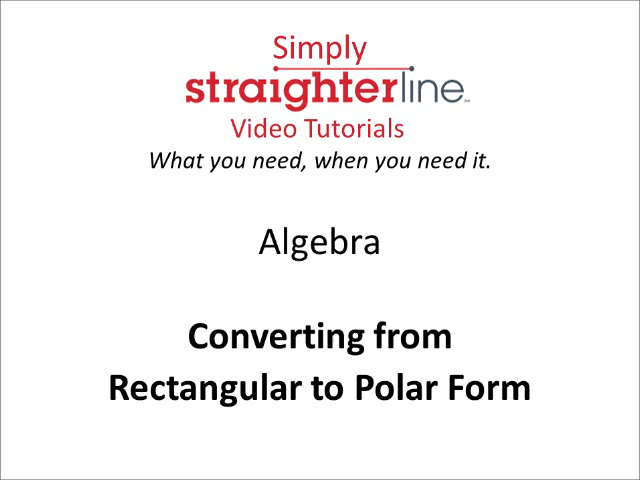 Simply
straighterline
Video Tutorials
What you need, when you need it.
Algebra
Converting from
Rectangular to Polar Form